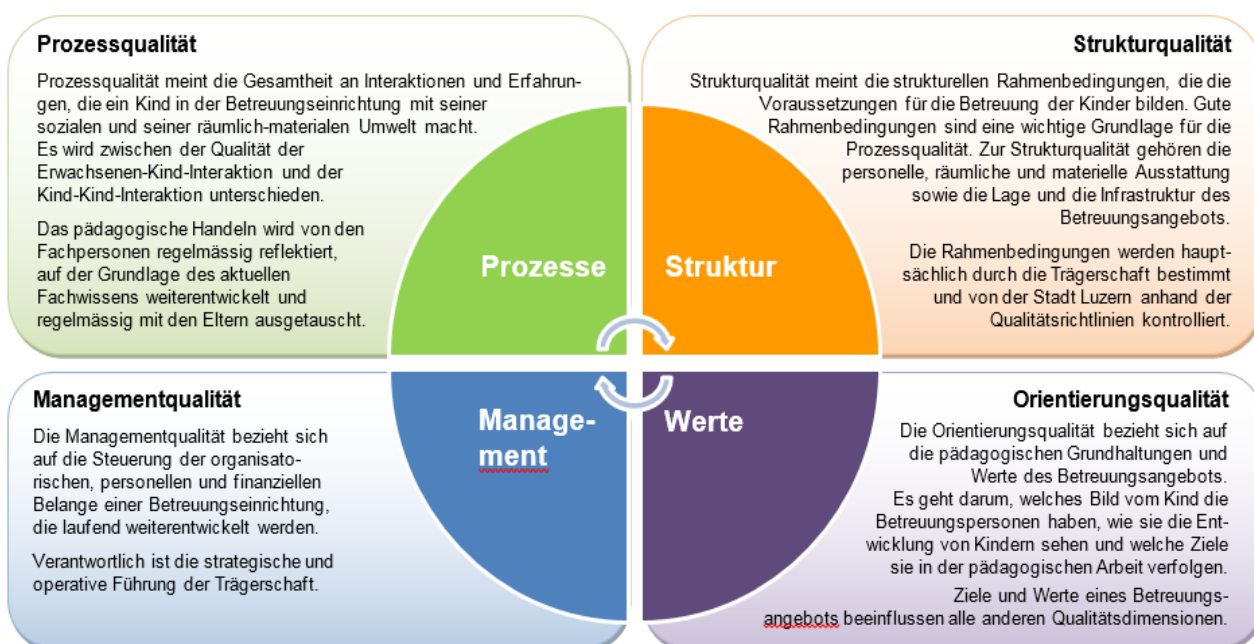 Prozessqualität
Prozessqualität meint die Gesamtheit an Interaktionen und Erfahrun-
gen, die ein Kind in der Betreuungseinrichtung mit seiner
sozialen und seiner räumlich-materialen Umwelt macht.
Es wird zwischen der Qualität der
Erwachsenen-Kind-Interaktion und der
Kind-Kind-Interaktion unterschieden.
Das pädagogische Handeln wird von den
Fachpersonen regelmässig reflektiert,
auf der Grundlage des aktuellen
Fachwissens weiterentwickelt und
regelmässig mit den Eltern ausgetauscht.
Strukturqualität
Strukturqualität meint die strukturellen Rahmenbedingungen, die die
Voraussetzungen für die Betreuung der Kinder bilden. Gute
Rahmenbedingungen sind eine wichtige Grundlage für die
Prozessqualität. Zur Strukturqualität gehören die
personelle, räumliche und materielle Ausstattung
sowie die Lage und die Infrastruktur des
Betreuungsangebots.
Die Rahmenbedingungen werden haupt-
sächlich durch die Trägerschaft bestimmt
und von der Stadt Luzern anhand der
Qualitätsrichtlinien kontrolliert.
Prozesse
Struktur
Manage-
ment
Werte
Managementqualität
Die Managementqualität bezieht sich
auf die Steuerung der organisato-
rischen, personellen und finanziellen
Belange einer Betreuungseinrichtung,
die laufend weiterentwickelt werden.
Verantwortlich ist die strategische und
operative Führung der Trägerschaft.
Orientierungsqualität
Die Orientierungsqualität bezieht sich auf
die pädagogischen Grundhaltungen und
Werte des Betreuungsangebots.
Es geht darum, welches Bild vom Kind die
Betreuungspersonen haben, wie sie die Ent-
wicklung von Kindern sehen und welche Ziele
sie in der pädagogischen Arbeit verfolgen.
Ziele und Werte eines Betreuungs-
angebots beeinflussen alle anderen Qualitätsdimensionen.